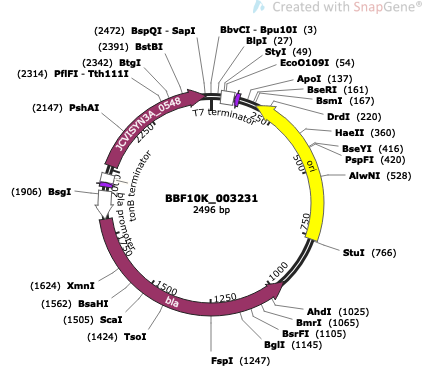 Created with SnapGene®
(2472) BspQI - SapI
(2391) BstBI
(2342) BtgI
(2314) PflFI - Tth111I
(2147) PshAI
(1906) BsgI
(1624) XmnI
(1562) BsaHI
(1505) ScaI
(1424) TsoI
BbvCI - Bpu10I (3)
BlpI (27)
StyI (49)
EcoO109I (54)
ApoI (137)
BseRI (161)
BsmI (167)
DrdI (220)
HaeII (360)
BseYI (416)
PspFI (420)
AlwNI (528)
StuI (766)
AhdI (1025)
BmrI (1065)
BsrFI (1105)
BglI (1145)
FspI (1247)
T7 terminator
JCVISYN3A_0548
tonB terminator
bla promoter
bla
ori
250
500
750
1000
1250
1500
1750
2250
BBF10K_003231
2496 bp